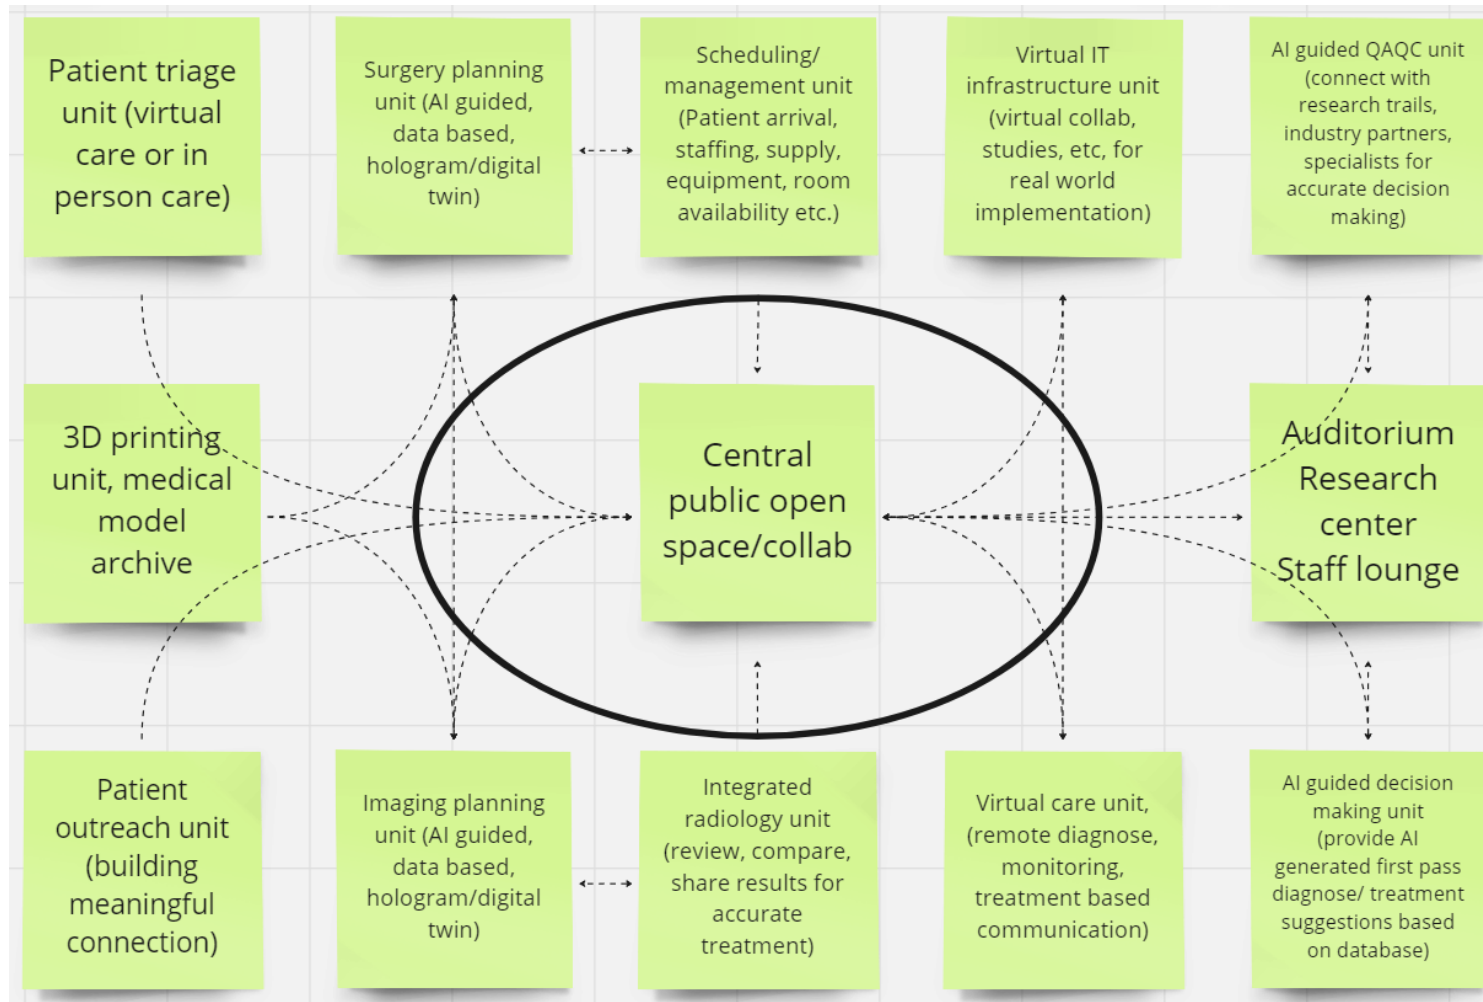 Patient triage
unit (virtual
care or in
person care)
Surgery planning
unit (AI guided,
data based,
hologram/digital
twin)
Scheduling/
management unit
(Patient arrival,
staffing, supply,
equipment, room
availability etc.)
Virtual IT
infrastructure unit
(virtual collab,
studies, etc, for
real world
implementation)
AI guided QAQC unit
(connect with
research trails,
industry partners,
specialists for
accurate decision
making)
3D printing
unit, medical
model
archive
Central
public open
space/collab
Auditorium
Research
center
Staff lounge
Patient
outreach unit
(building
meaningful
connection)
Imaging planning
unit (AI guided,
data based,
hologram/digital
twin)
Integrated
radiology unit
(review, compare,
share results for
accurate
treatment)
Virtual care unit,
(remote diagnose,
monitoring,
treatment based
communication)
AI guided decision
making unit
(provide AI
generated first pass
diagnose/ treatment
suggestions based
on database)